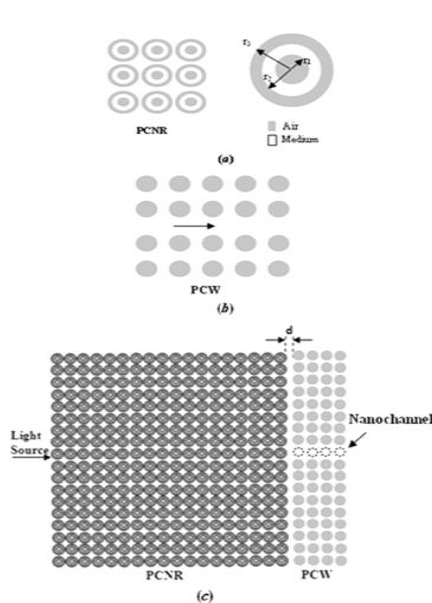 r₃
r₁
r₂
PCNR
Air
Medium
(a)
PCW
(b)
d
Nanochannel
Light
Source
PCNR
PCW
(c)